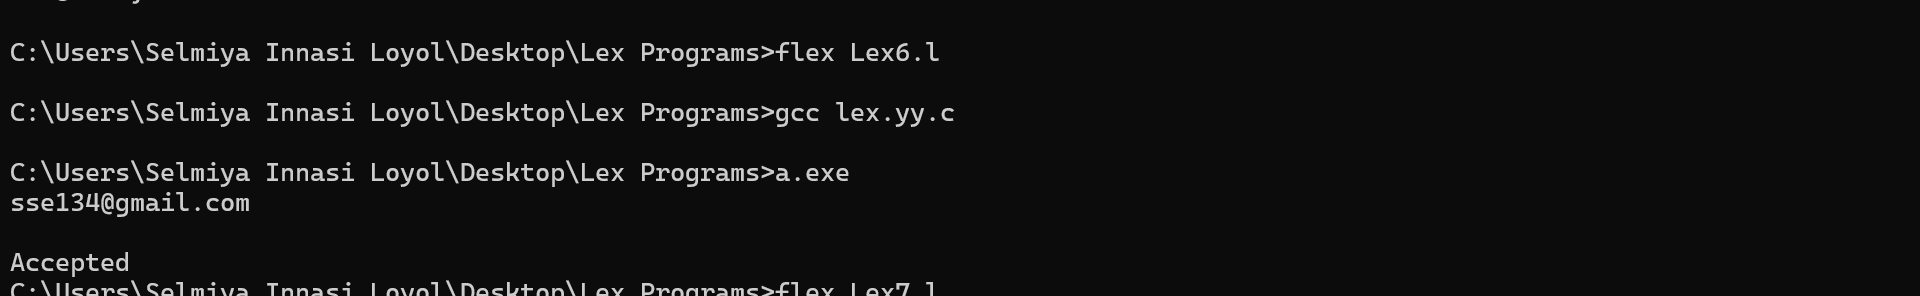 C:\Users\Selmiya Innasi Loyol\Desktop\Lex Programs>flex Lex6.l
C:\Users\Selmiya Innasi Loyol\Desktop\Lex Programs>gcc lex.yy.c
C:\Users\Selmiya Innasi Loyol\Desktop\Lex Programs>a.exe
sse134@gmail.com
Accepted
C:\Users\Selmiya Innasi Loyol\Desktop\Lex Programs>flex Lex7.l